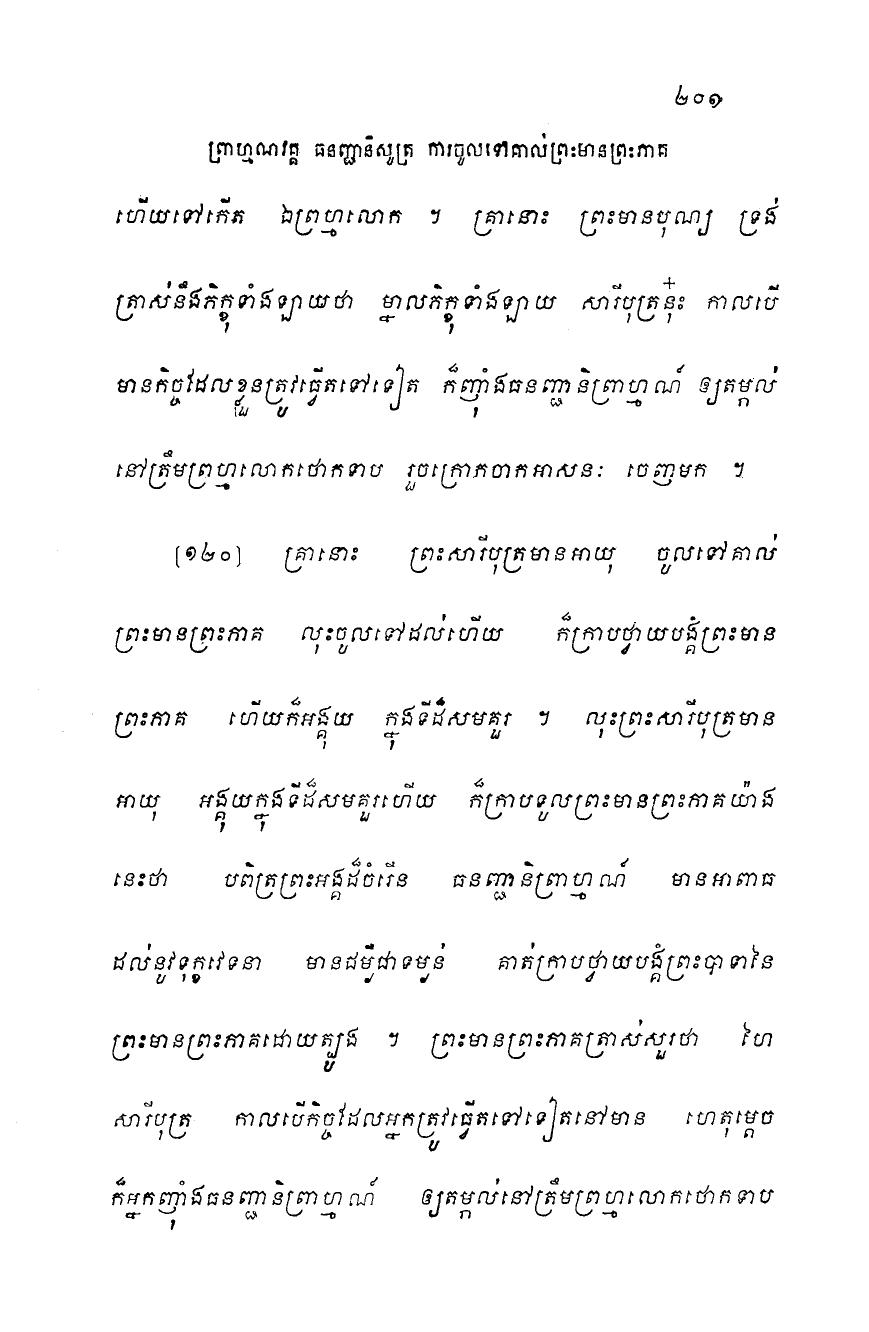 ២០១
ព្រាហ្មណវគ្គ ធនញ្ជានិសូត្រ ការចូលទៅគាល់ព្រះមានព្រះភាគ
ហើយទៅកើត ឯព្រហ្មលោក ។ គ្រានោះ ព្រះមានបុណ្យ ទ្រង់
ត្រាស់នឹងភិក្ខុទាំងឡាយថា ម្នាលភិក្ខុទាំងឡាយ សារីបុត្រនុ៎ះ កាលបើ
មានកិច្ចដែលខ្លួនត្រូវធ្វើតទៅទៀត ក៏ញុំាងធនញ្ជានិព្រាហ្មណ៍ ឲ្យតម្កល់
នៅត្រឹមព្រហ្មលោកថោកទាប រួចក្រោកចាកអាសនៈ ចេញមក ។
[១២០] គ្រានោះ ព្រះសារីបុត្រមានអាយុ ចូលទៅគាល់
ព្រះមានព្រះភាគ លុះចូលទៅដល់ហើយ ក៏ក្រាបថ្វាយបង្គំព្រះមាន
ព្រះភាគ ហើយក៏អង្គុយ ក្នុងទីដ៏សមគួរ ។ លុះព្រះសារីបុត្រមាន
អាយុ អង្គុយក្នុងទីដ៏សមគួរហើយ ក៏ក្រាបទូលព្រះមានព្រះភាគយ៉ាង
នេះថា បពិត្រព្រះអង្គដ៏ចំរើន ធនញ្ជានិព្រាហ្មណ៍ មានអាពាធ
ដល់នូវទុក្ខវេទនា មានជម្ងឺជាទម្ងន់ គាត់ក្រាបថ្វាយបង្គំព្រះបាទានៃ
ព្រះមានព្រះភាគដោយត្បូង ។ ព្រះមានព្រះភាគត្រាស់សួរថា ហៃ
សារីបុត្រ កាលបើកិច្ចដែលអ្នកត្រូវធ្វើតទៅទៀតនៅមាន ហេតុម្តេច
ក៏អ្នកញុំាងធនញ្ជានិព្រាហ្មណ៍ ឲ្យតម្កល់នៅត្រឹមព្រហ្មលោកថោកទាប